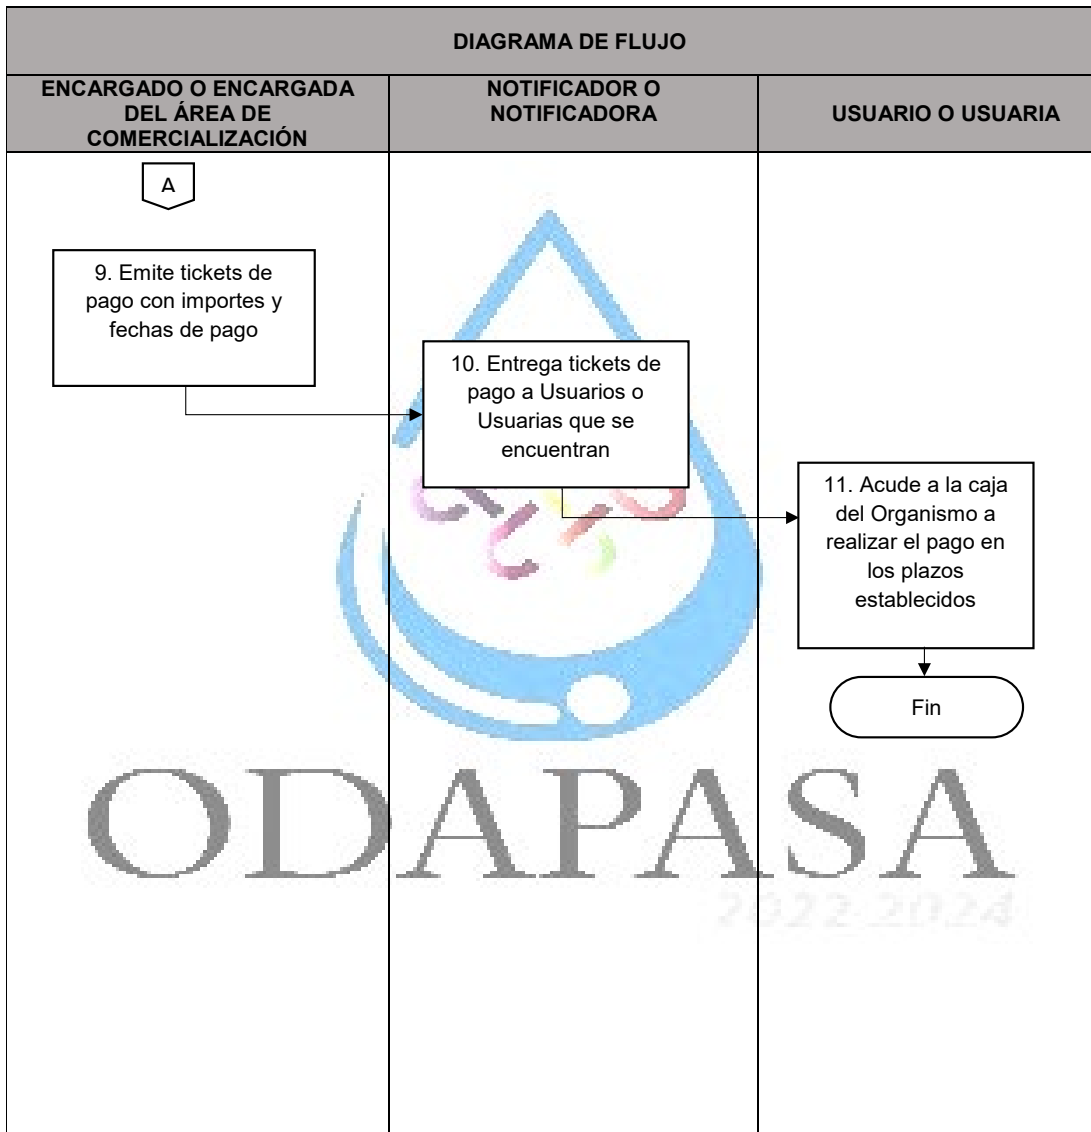 DIAGRAMA DE FLUJO
ENCARGADO O ENCARGADA
DEL ÁREA DE
COMERCIALIZACIÓN
NOTIFICADOR O
NOTIFICADORA
USUARIO O USUARIA
A
9. Emite tickets de
pago con importes y
fechas de pago
10. Entrega tickets de
pago a Usuarios o
Usuarias que se
encuentran
11. Acude a la caja
del Organismo a
realizar el pago en
los plazos
establecidos
Fin
ODAPASA
2022-2024